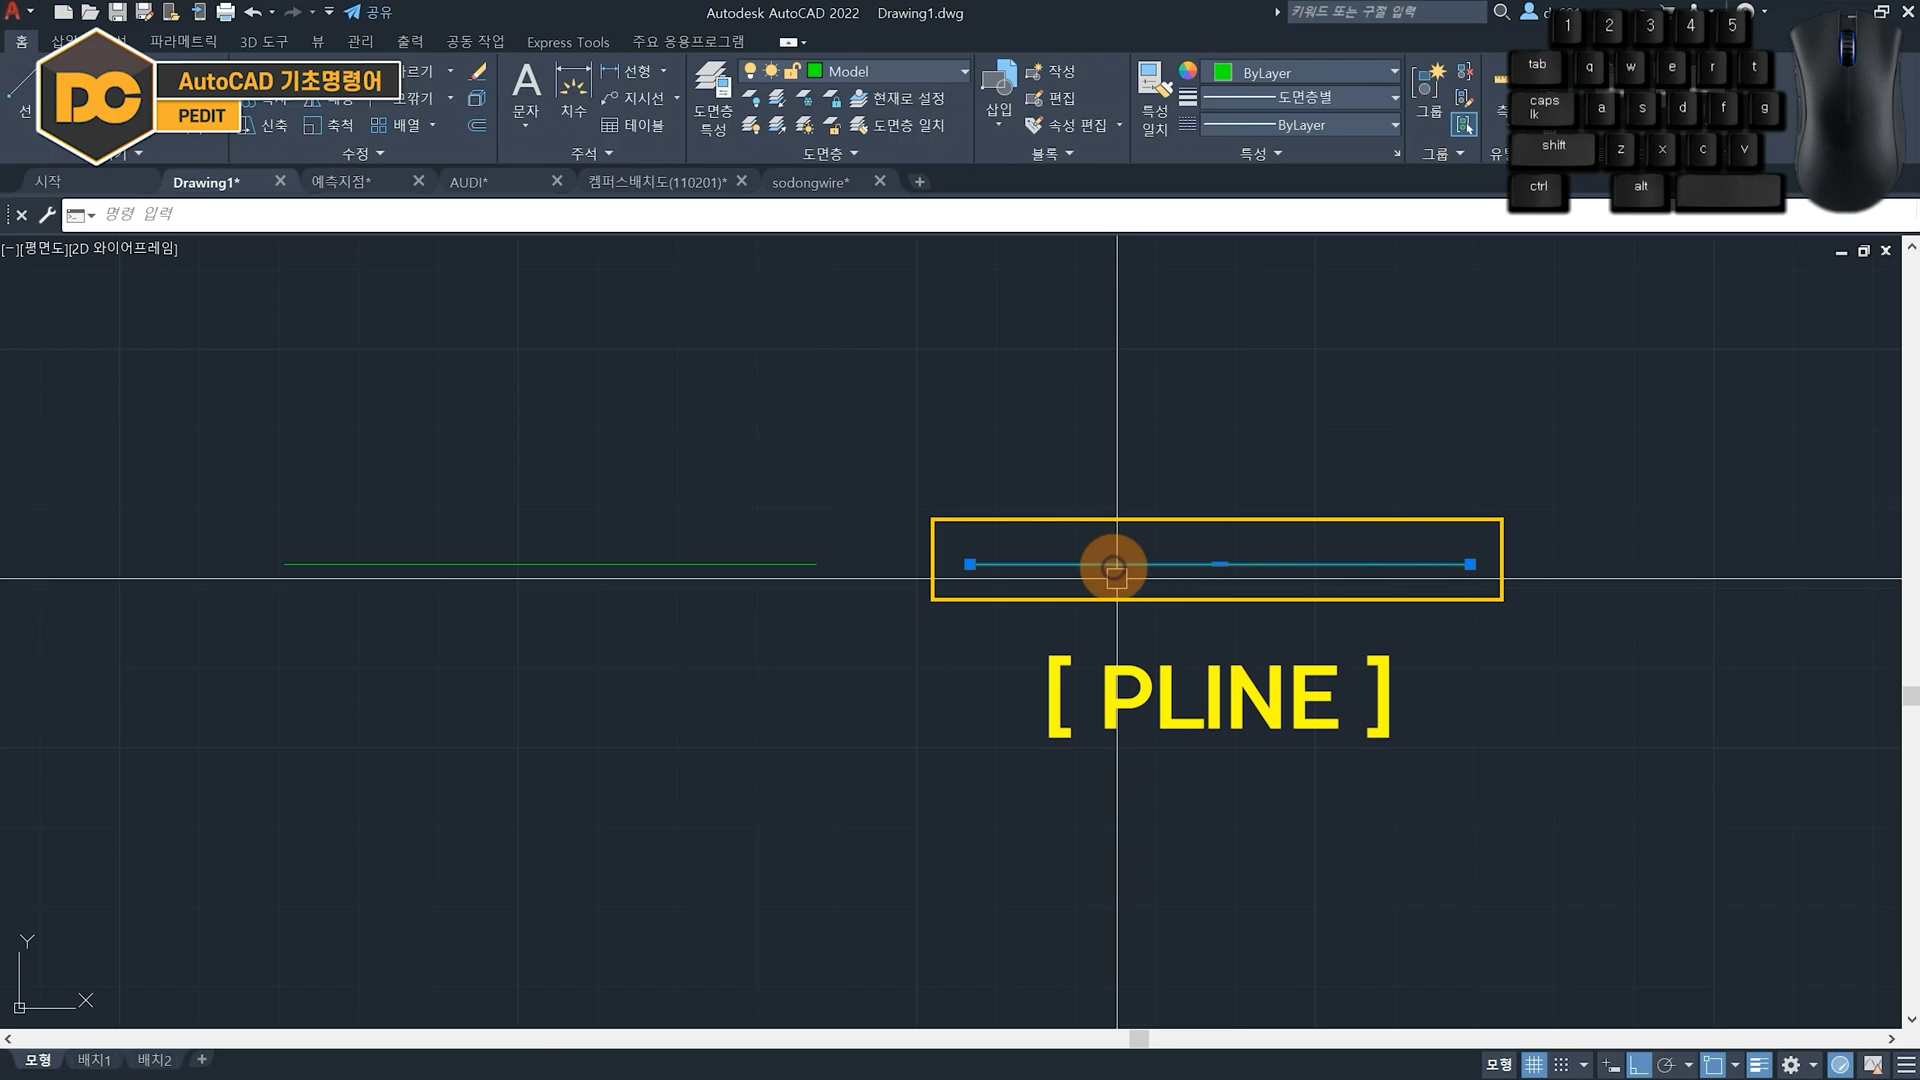 공유
Autodesk AutoCAD 2022 Drawing1.dwg
키워드 또는 구절 입력
홈
파라메트릭
3D 도구
뷰
관리
출력
공동 작업
Express Tools
주요 응용프로그램
DC
AutoCAD 기초명령어
PEDIT
신축
축척
배열
수정
문자
치수
선형
지시선
테이블
주석
도면층
특성
Model
현재로 설정
도면층 일치
도면층
삽입
작성
편집
속성 편집
블록
특성
일치
ByLayer
도면층별
ByLayer
특성
그룹
그룹
1 2 3 4 5
tab q w e r t
caps lk a s d f g
shift z x c v
ctrl alt
시작
Drawing1*
예측지점*
AUDI*
켐퍼스배치도(110201)*
sodongwire*
명령 입력
[−][평면도][2D 와이어프레임]
[ PLINE ]
Y
X
모형
배치1
배치2
모형